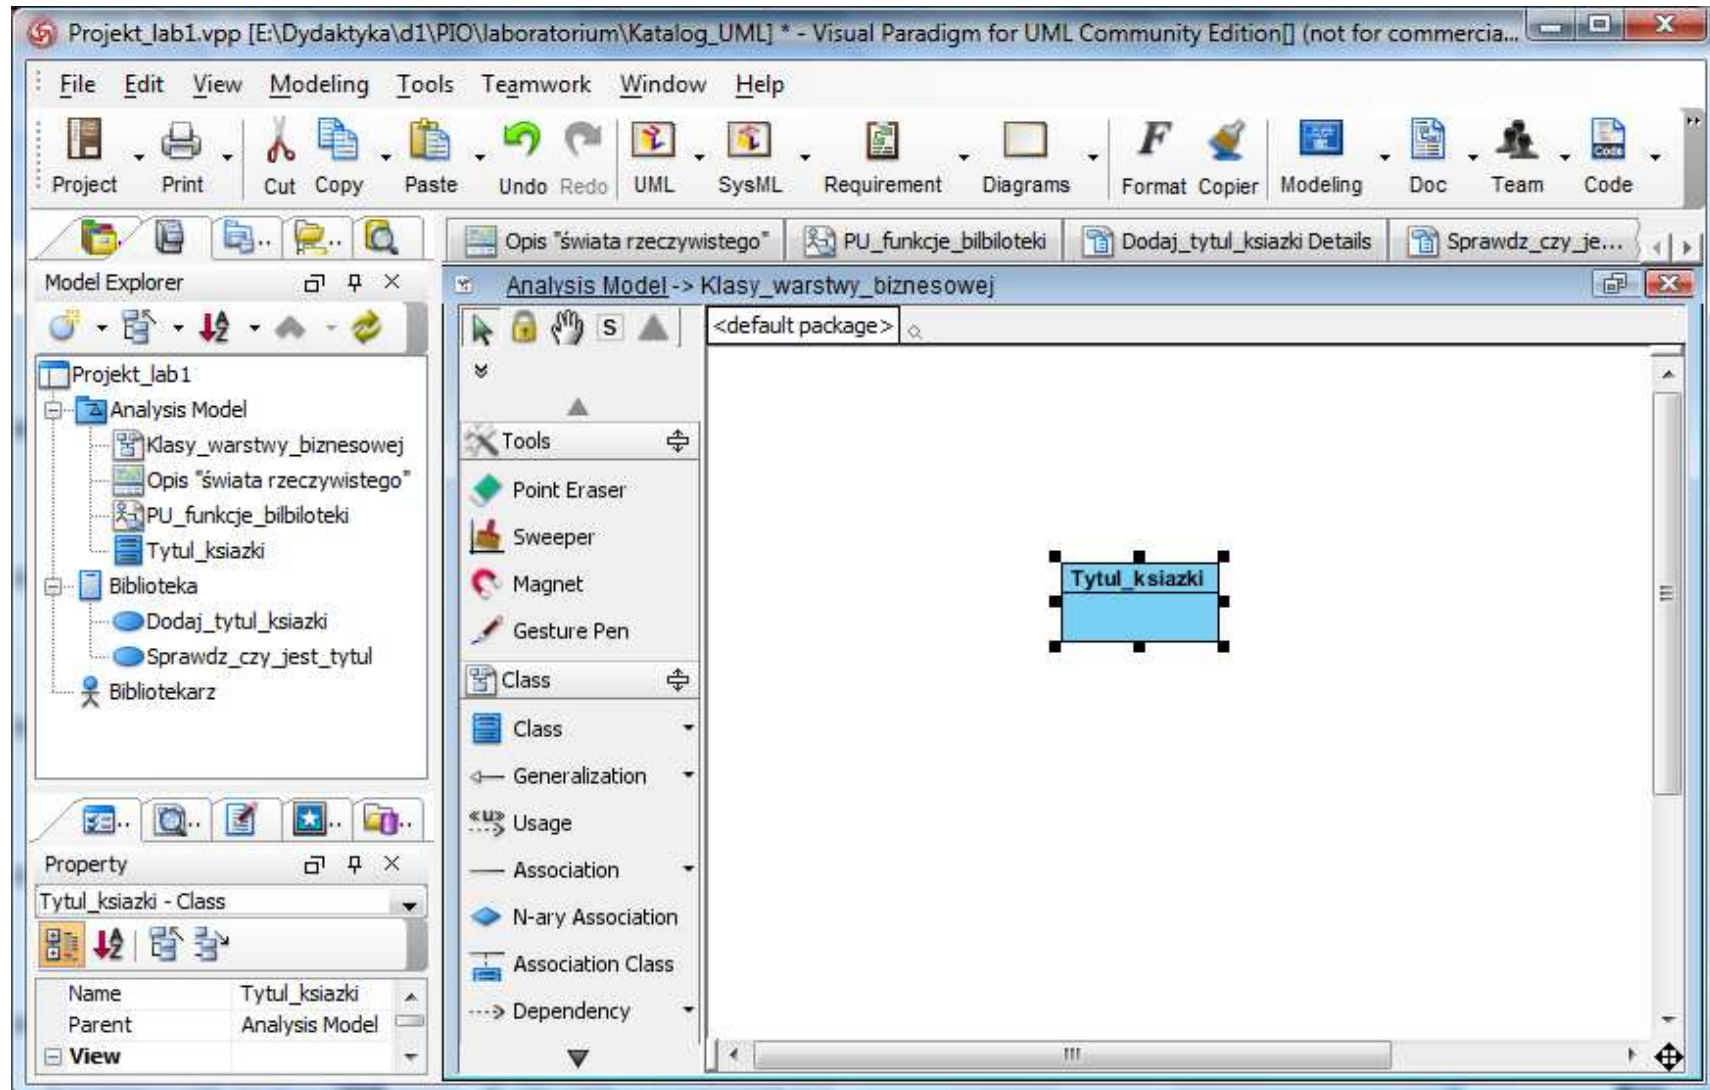 Projekt_lab1.vpp [E:\Dydaktyka\d1\PIO\laboratorium\Katalog_UML] * - Visual Paradigm for UML Community Edition[] (not for commercia...
File Edit View Modeling Tools Teamwork Window Help
Project Print Cut Copy Paste Undo Redo UML SysML Requirement Diagrams Format Copier Modeling Doc Team Code
Opis "świata rzeczywistego" PU_funkcje_bilbiloteki Dodaj_tytul_ksiazki Details Sprawdz_czy_je...
Model Explorer
Projekt_lab1
Analysis Model
Klasy_warstwy_biznesowej
Opis "świata rzeczywistego"
PU_funkcje_bilbiloteki
Tytul_ksiazki
Biblioteka
Dodaj_tytul_ksiazki
Sprawdz_czy_jest_tytul
Bibliotekarz
Property
Tytul_ksiazki - Class
Name Tytul_ksiazki
Parent Analysis Model
View
Analysis Model -> Klasy_warstwy_biznesowej
S
<default package>
Tools
Point Eraser
Sweeper
Magnet
Gesture Pen
Class
Class
Generalization
«U» Usage
Association
N-ary Association
Association Class
Dependency
Tytul_ksiazki